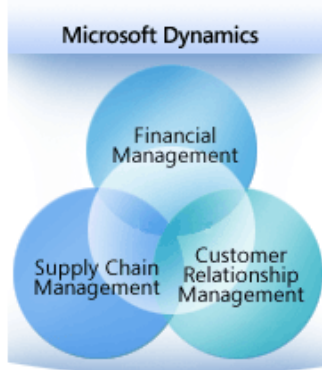 Microsoft Dynamics
Financial
Management
Supply Chain
Management
Customer
Relationship
Management